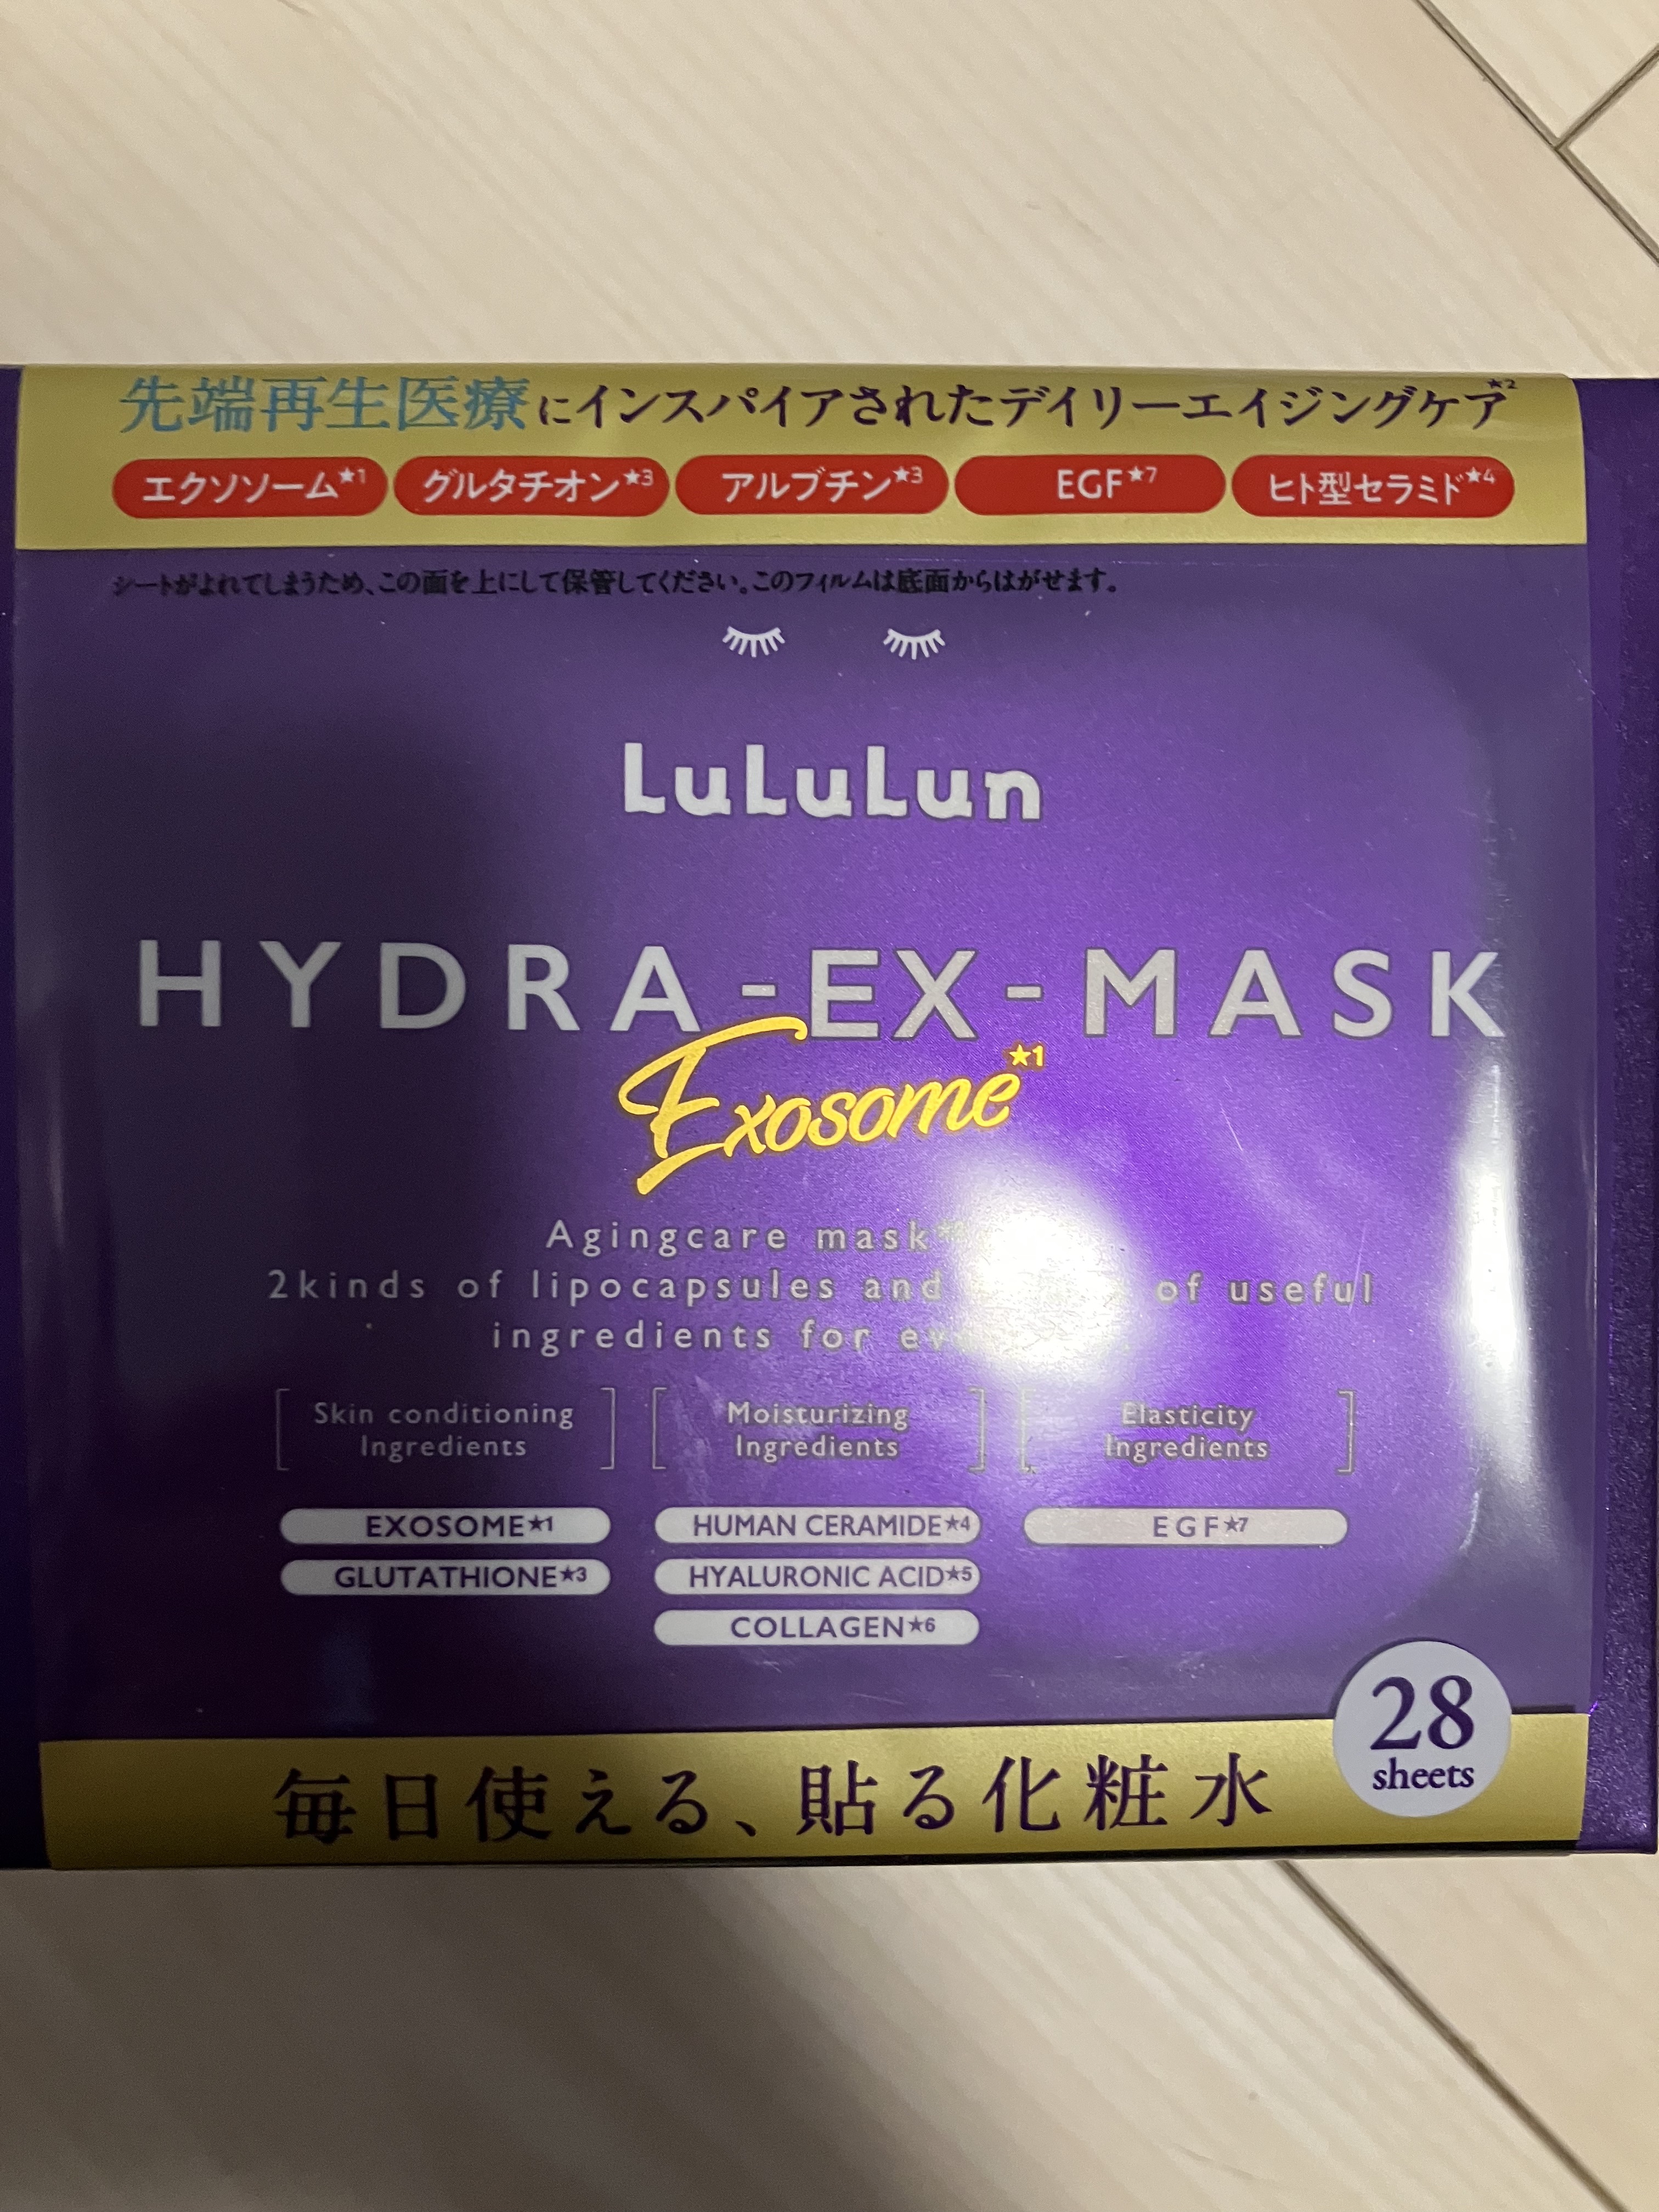 先端再生医療にインスパイアされたデイリーエイジングケア★2
エクソソーム★1 グルタチオン★3 アルブチン★3 EGF★7 ヒト型セラミド★4
シートがよれてしまうため、この面を上にして保管してください。このフィルムは底面からはがせます。
LuLuLun
HYDRA-EX-MASK
Exosome★1
Agingcare mask
2kinds of lipocapsules and of useful
ingredients for
Skin conditioning Ingredients
EXOSOME★1
GLUTATHIONE★3
Moisturizing Ingredients
HUMAN CERAMIDE★4
HYALURONIC ACID★5
COLLAGEN★6
Elasticity Ingredients
EGF★7
28
sheets
毎日使える、貼る化粧水